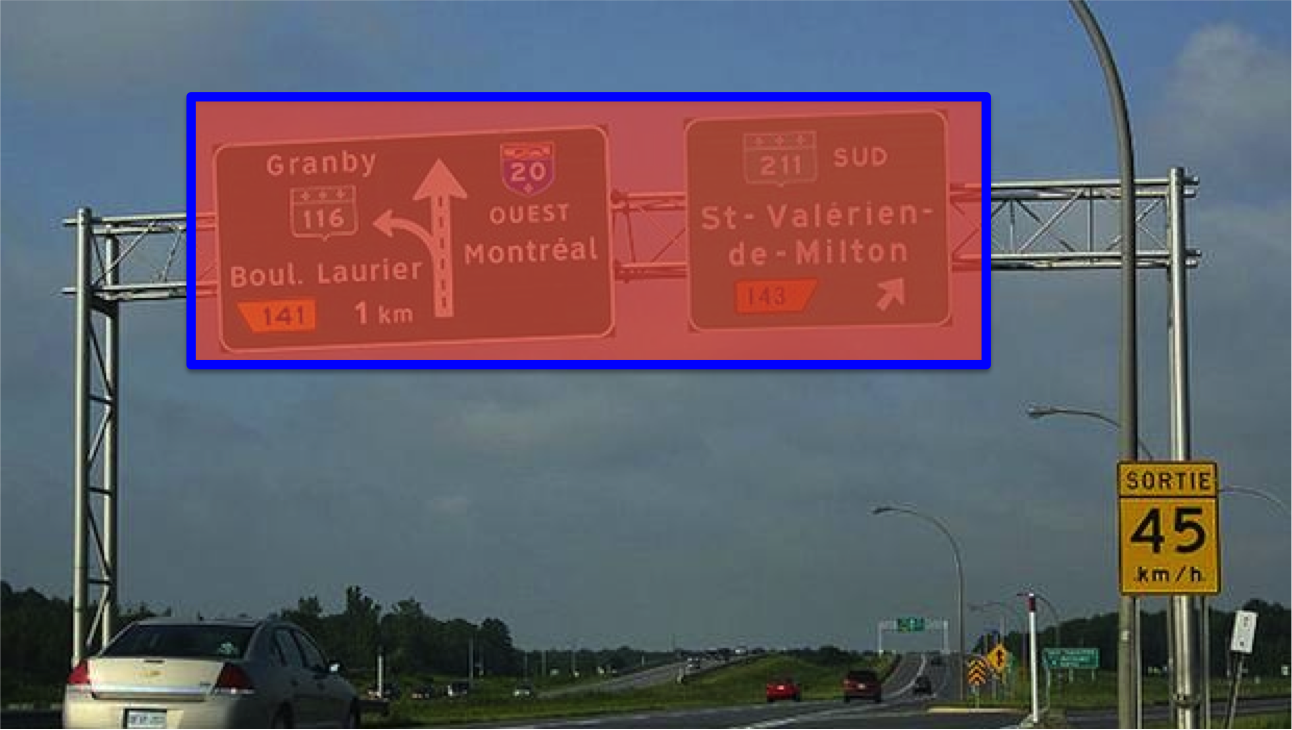 Granby
116
Boul. Laurier
141 1 km
20
OUEST
Montréal
211 SUD
St-Valérien-
de-Milton
143
SORTIE
45
km/h